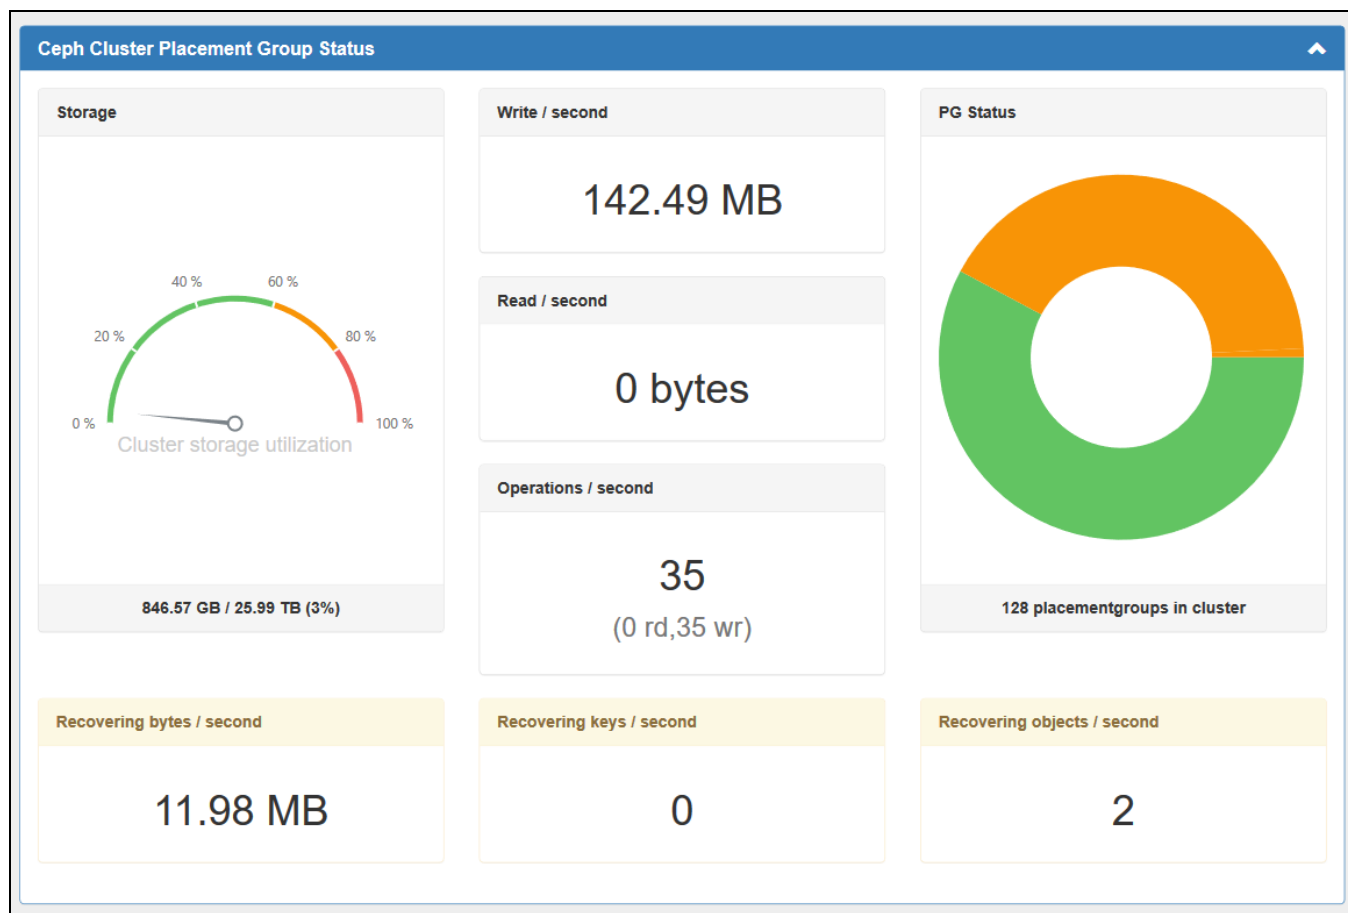 Ceph Cluster Placement Group Status
Storage
0 %
20 %
40 %
60 %
80 %
100 %
Cluster storage utilization
846.57 GB / 25.99 TB (3%)
Write / second
142.49 MB
Read / second
0 bytes
Operations / second
35
(0 rd,35 wr)
PG Status
128 placementgroups in cluster
Recovering bytes / second
11.98 MB
Recovering keys / second
0
Recovering objects / second
2